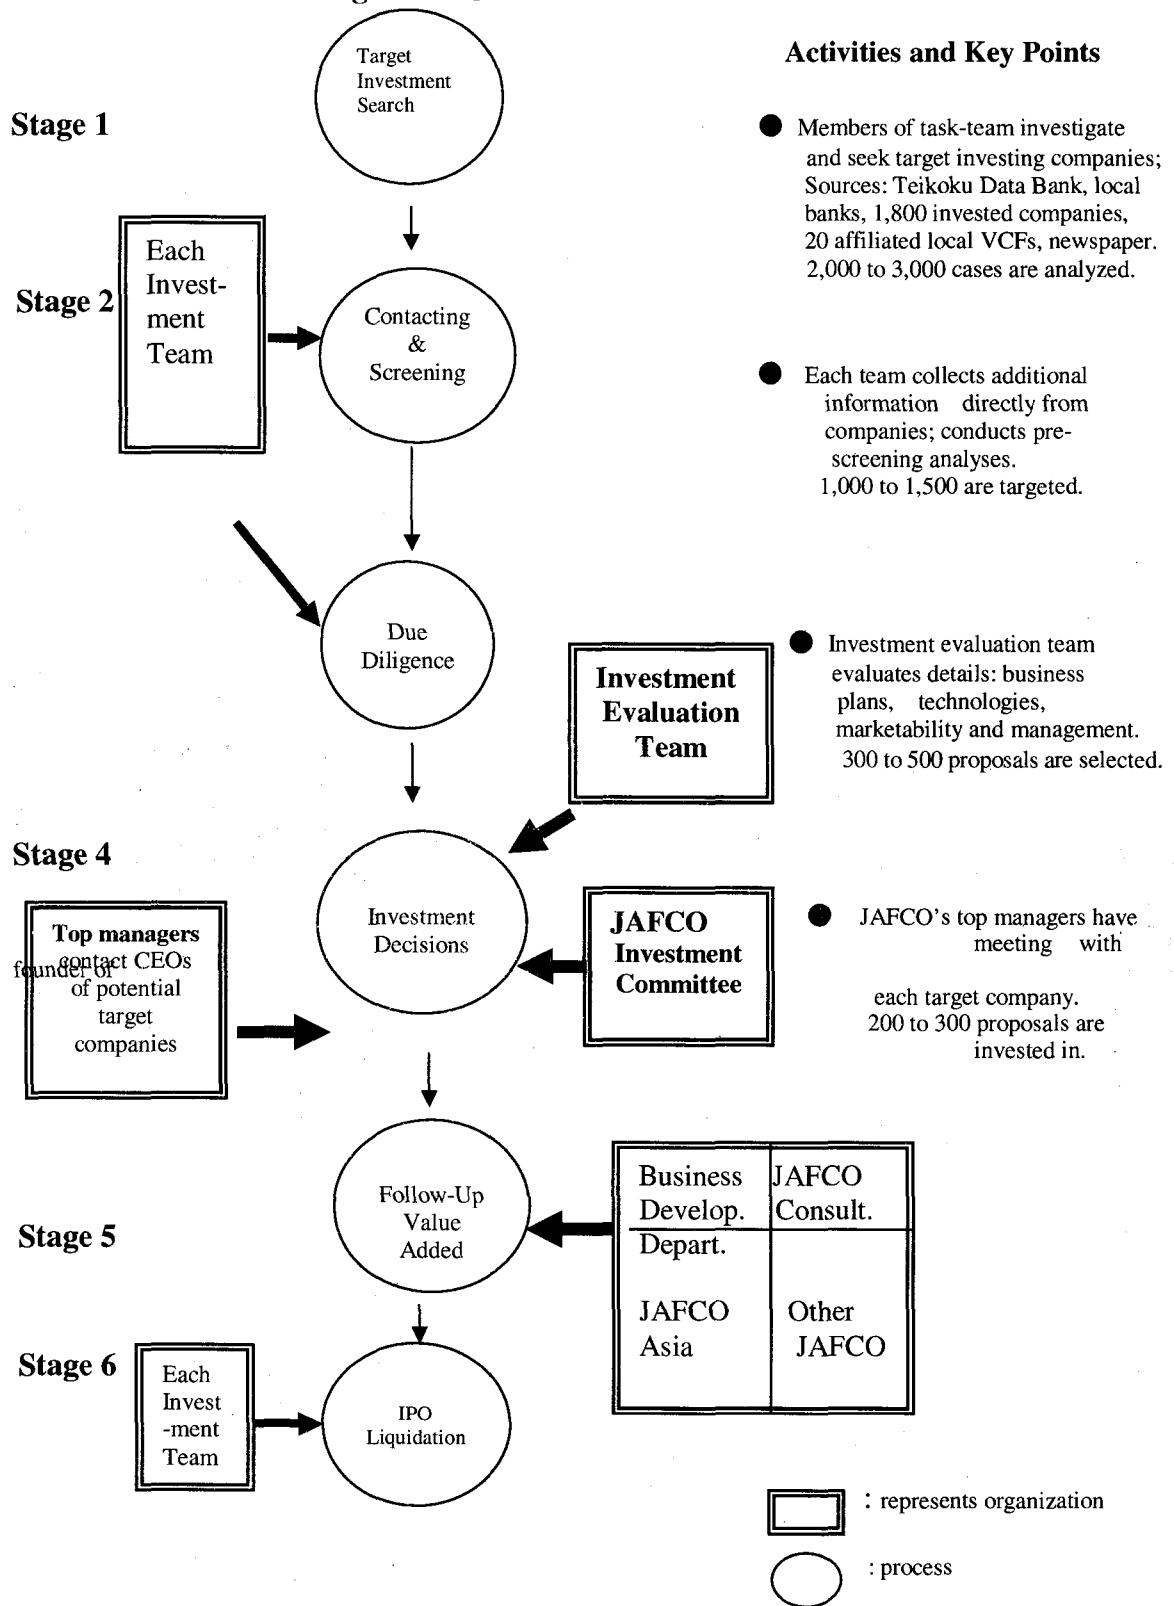 Target
Investment
Search
Activities and Key Points
Stage 1
● Members of task-team investigate
and seek target investing companies;
Sources: Teikoku Data Bank, local
banks, 1,800 invested companies,
20 affiliated local VCFs, newspaper.
2,000 to 3,000 cases are analyzed.
Stage 2
Each
Invest-
ment
Team
Contacting
&
Screening
● Each team collects additional
information directly from
companies; conducts pre-
screening analyses.
1,000 to 1,500 are targeted.
Due
Diligence
Investment
Evaluation
Team
● Investment evaluation team
evaluates details: business
plans, technologies,
marketability and management.
300 to 500 proposals are selected.
Stage 4
Top managers
contact CEOs
founder of
of potential
target
companies
Investment
Decisions
JAFCO
Investment
Committee
● JAFCO's top managers have
meeting with
each target company.
200 to 300 proposals are
invested in.
Stage 5
Follow-Up
Value
Added
Business
Develop.
Depart.
JAFCO
Consult.
JAFCO
Asia
Other
JAFCO
Stage 6
Each
Invest
-ment
Team
IPO
Liquidation
: represents organization
: process